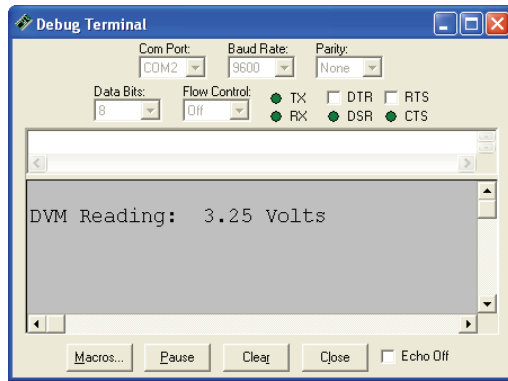 Debug Terminal
Com Port: Baud Rate: Parity:
COM2 9600 None
Data Bits: Flow Control: TX DTR RTS
8 Off RX DSR CTS
DVM Reading: 3.25 Volts
Macros... Pause Clear Close Echo Off